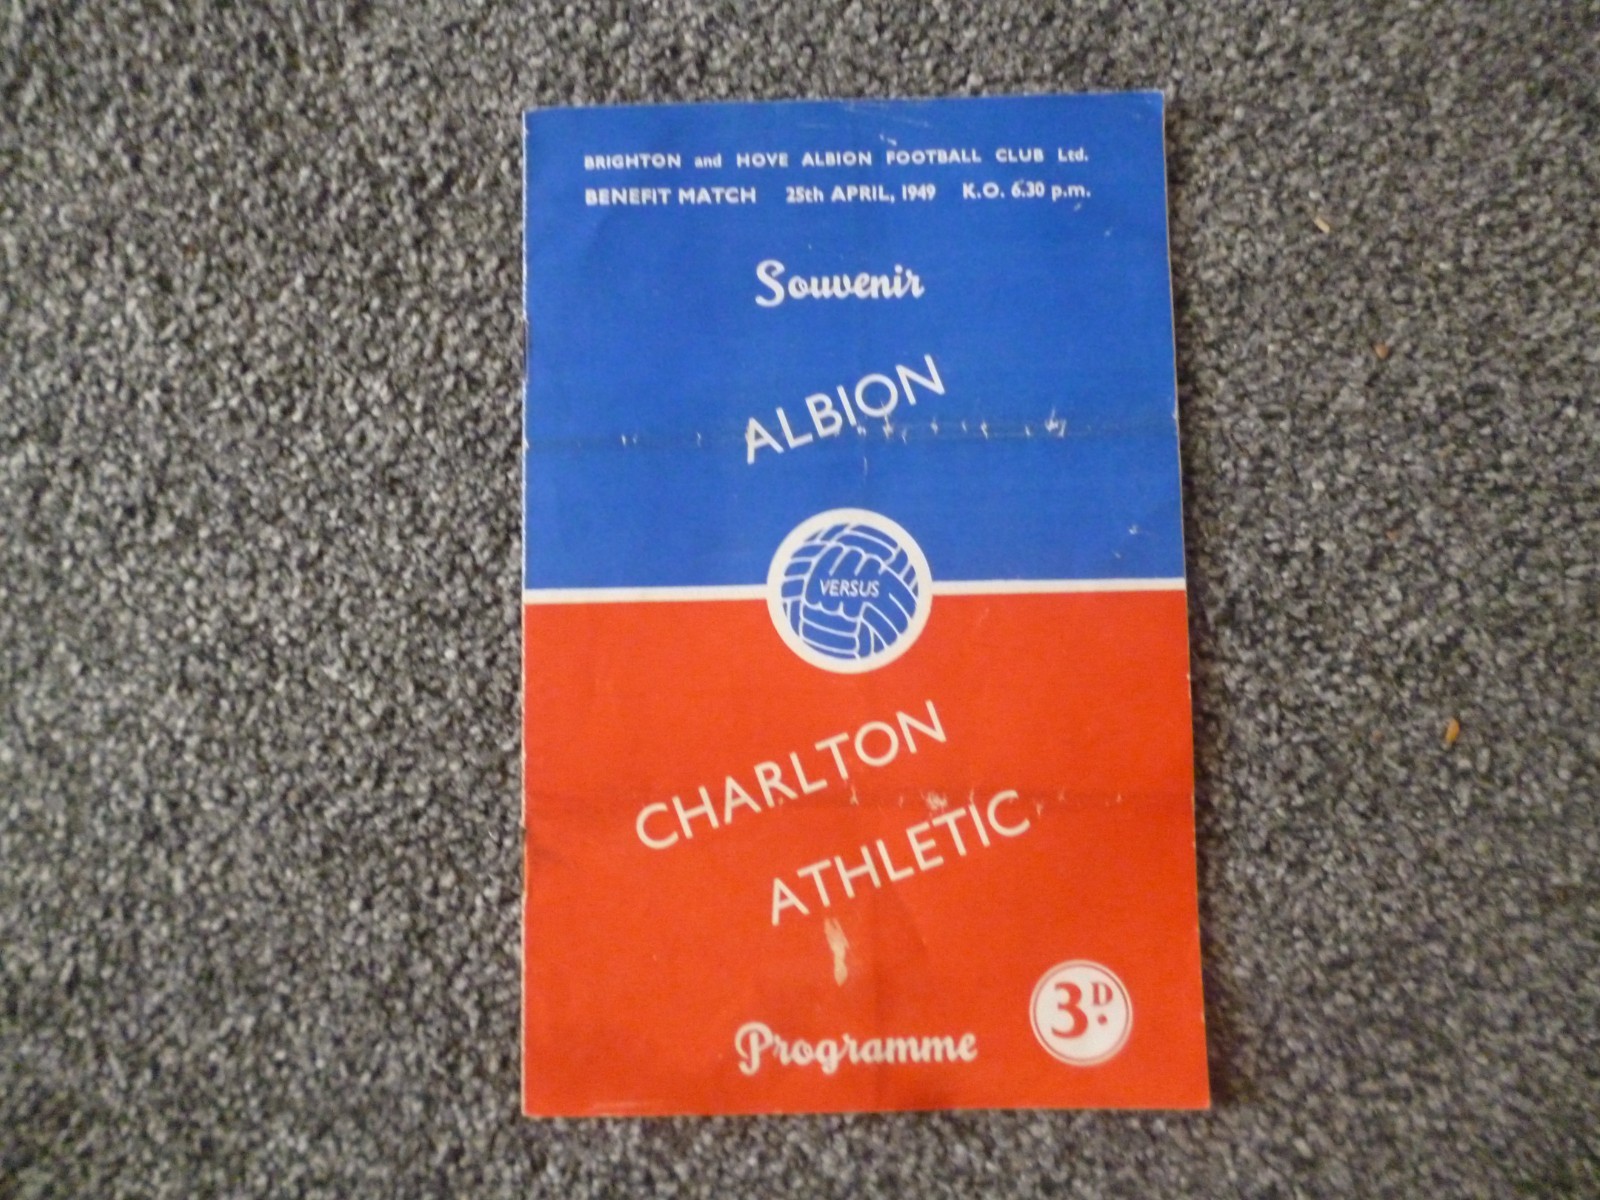 BRIGHTON and HOVE ALBION FOOTBALL CLUB Ltd.
BENEFIT MATCH 25th APRIL, 1949 K.O. 6.30 p.m.
Souvenir
ALBION
VERSUS
CHARLTON
ATHLETIC
Programme
3D.